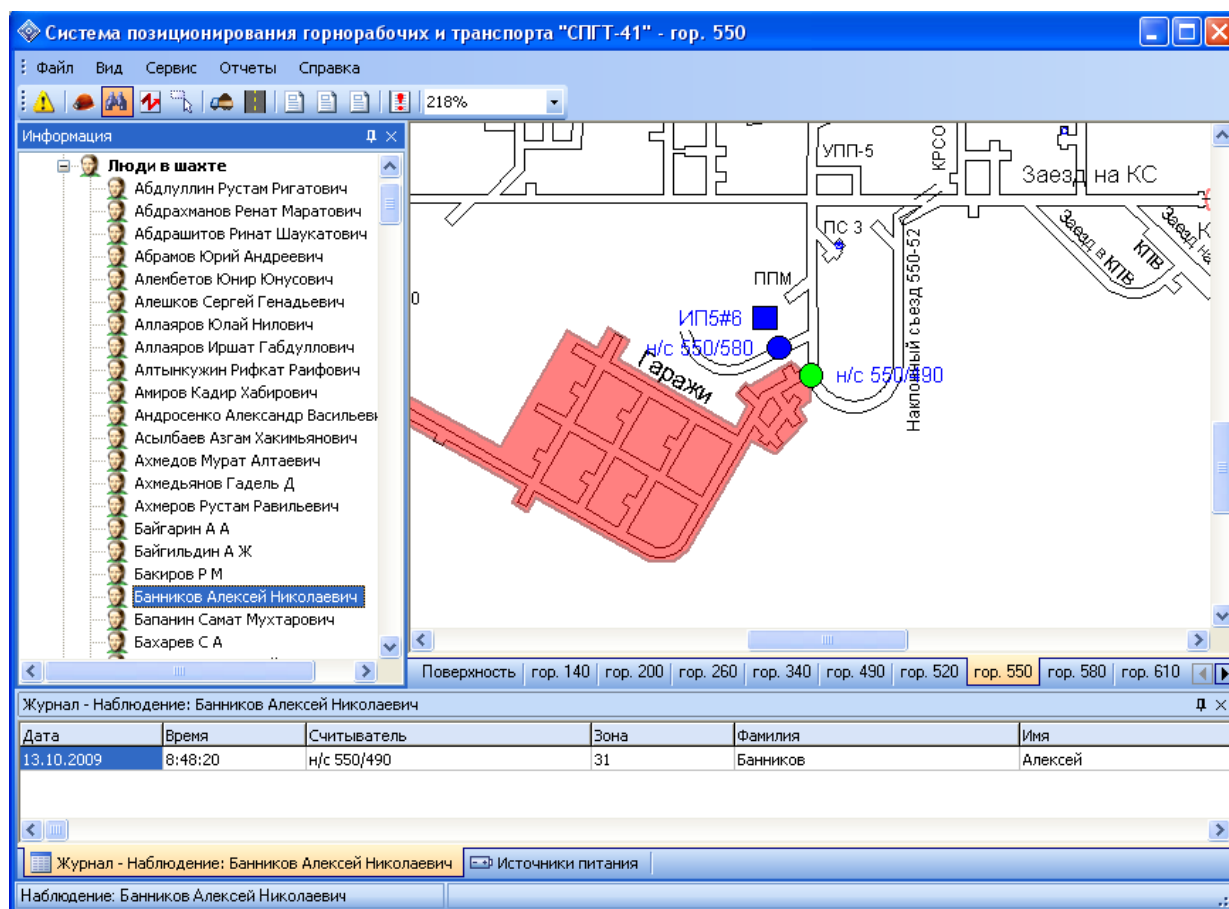 Система позиционирования горнорабочих и транспорта "СПГТ-41" - гор. 550
Файл Вид Сервис Отчеты Справка
218%
Информация
Люди в шахте
Абдлуллин Рустам Ригатович
Абдрахманов Ренат Маратович
Абдрашитов Ринат Шаукатович
Абрамов Юрий Андреевич
Алембетов Юнир Юнусович
Алешков Сергей Генадьевич
Аллаяров Юлай Нилович
Аллаяров Иршат Габдуллович
Алтынкужин Рифкат Раифович
Амиров Кадир Хабирович
Андросенко Александр Васильеви
Асылбаев Азгам Хакимьянович
Ахмедов Мурат Алтаевич
Ахмедьянов Гадель Д
Ахмеров Рустам Равильевич
Байгарин А А
Байгильдин А Ж
Бакиров Р М
Банников Алексей Николаевич
Бапанин Самат Мухтарович
Бахарев С А
УПП-5
КРСО
Заезд на КС
ПС 3
Заезд в КПВ
КПВ
Заезд на
К
ППМ
0
Наклонный съезд 550-52
ИП5#6
н/с 550/580
Гаражи
н/с 550/490
Поверхность гор. 140 гор. 200 гор. 260 гор. 340 гор. 490 гор. 520 гор. 550 гор. 580 гор. 610
Журнал - Наблюдение: Банников Алексей Николаевич
Дата Время Считыватель Зона Фамилия Имя
13.10.2009 8:48:20 н/с 550/490 31 Банников Алексей
Журнал - Наблюдение: Банников Алексей Николаевич Источники питания
Наблюдение: Банников Алексей Николаевич